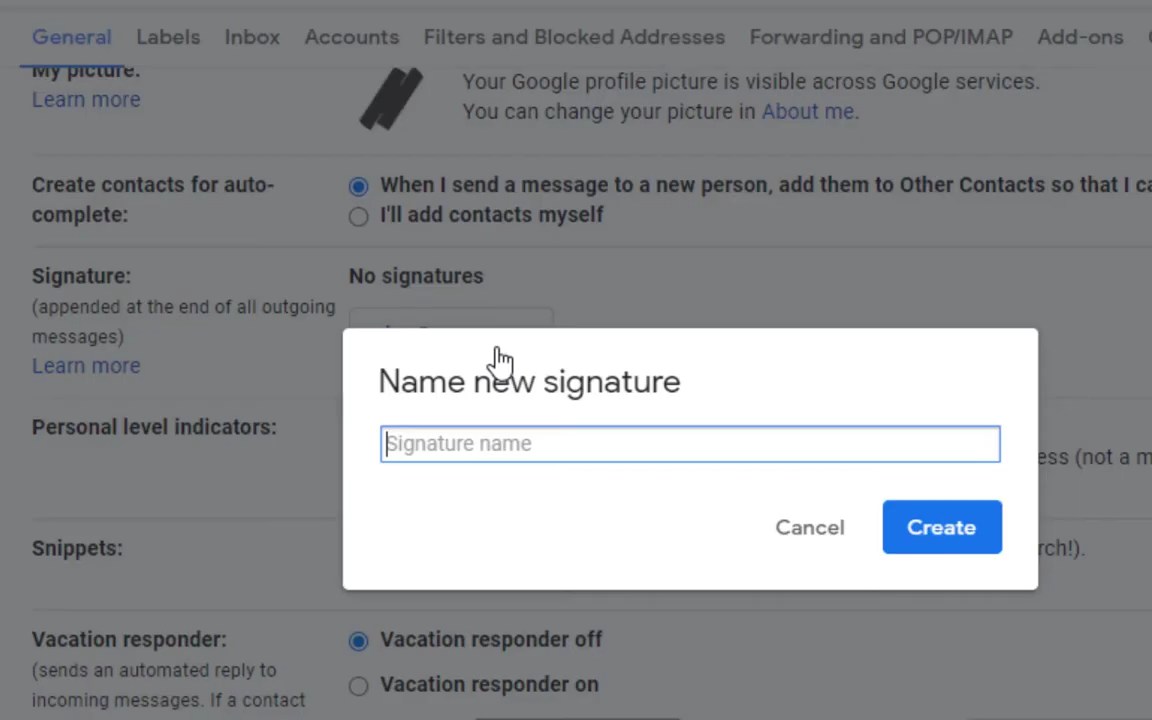 General Labels Inbox Accounts Filters and Blocked Addresses Forwarding and POP/IMAP Add-ons
My picture:
Learn more
Your Google profile picture is visible across Google services.
You can change your picture in About me.
Create contacts for auto-
complete:
When I send a message to a new person, add them to Other Contacts so that I ca
I'll add contacts myself
Signature:
(appended at the end of all outgoing
messages)
Learn more
No signatures
Name new signature
Signature name
Cancel Create
Personal level indicators:
ess (not a m
Snippets:
rch!).
Vacation responder:
(sends an automated reply to
incoming messages. If a contact
Vacation responder off
Vacation responder on